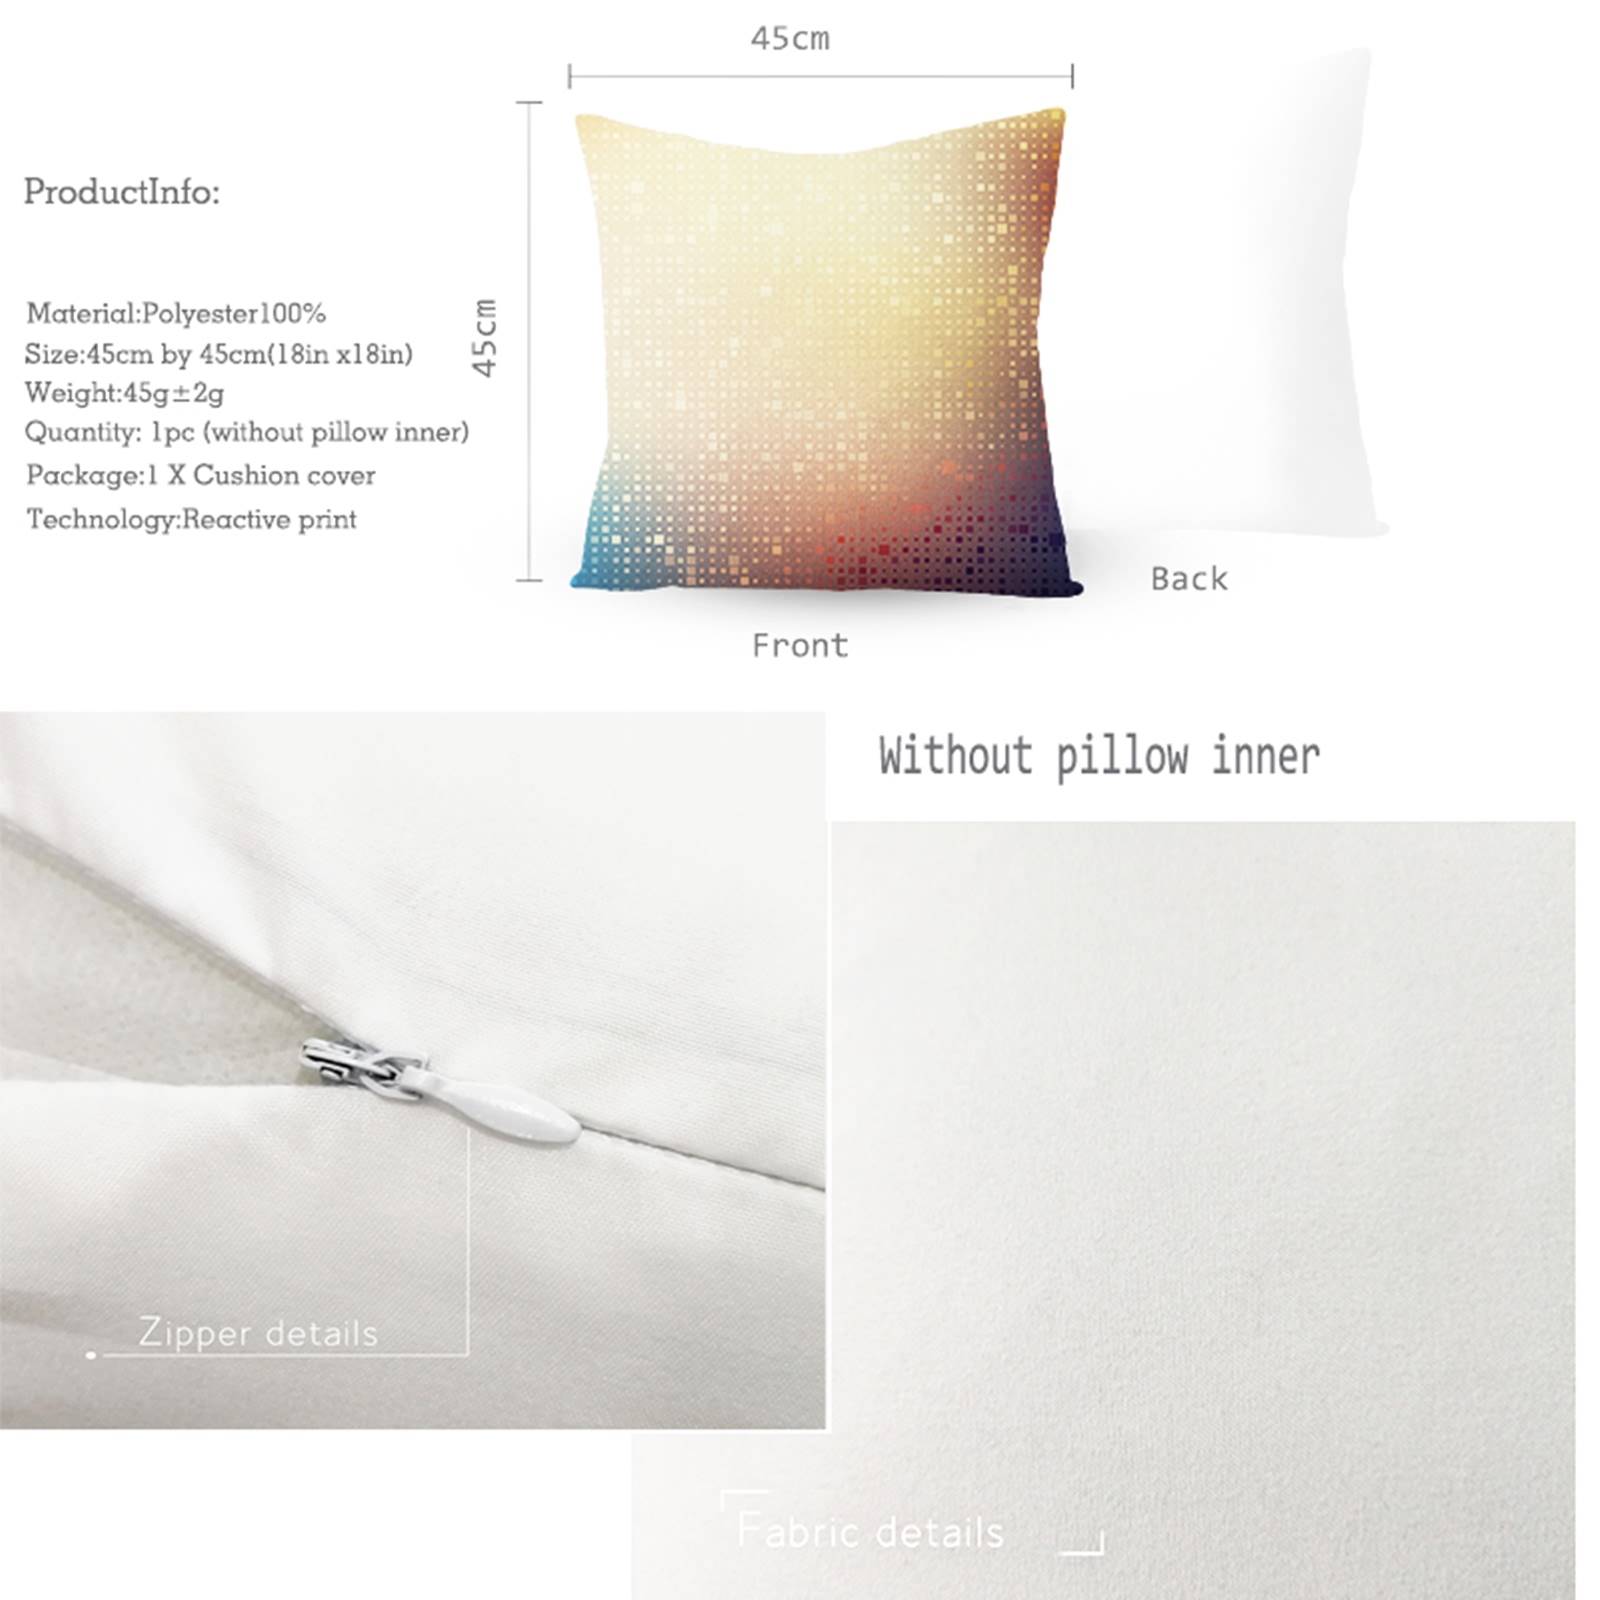 45cm
45cm
ProductInfo:
Material:Polyester100%
Size:45cm by 45cm(18in x18in)
Weight:45g±2g
Quantity: 1pc (without pillow inner)
Package:1 X Cushion cover
Technology:Reactive print
Back
Front
Without pillow inner
Zipper details
Fabric details